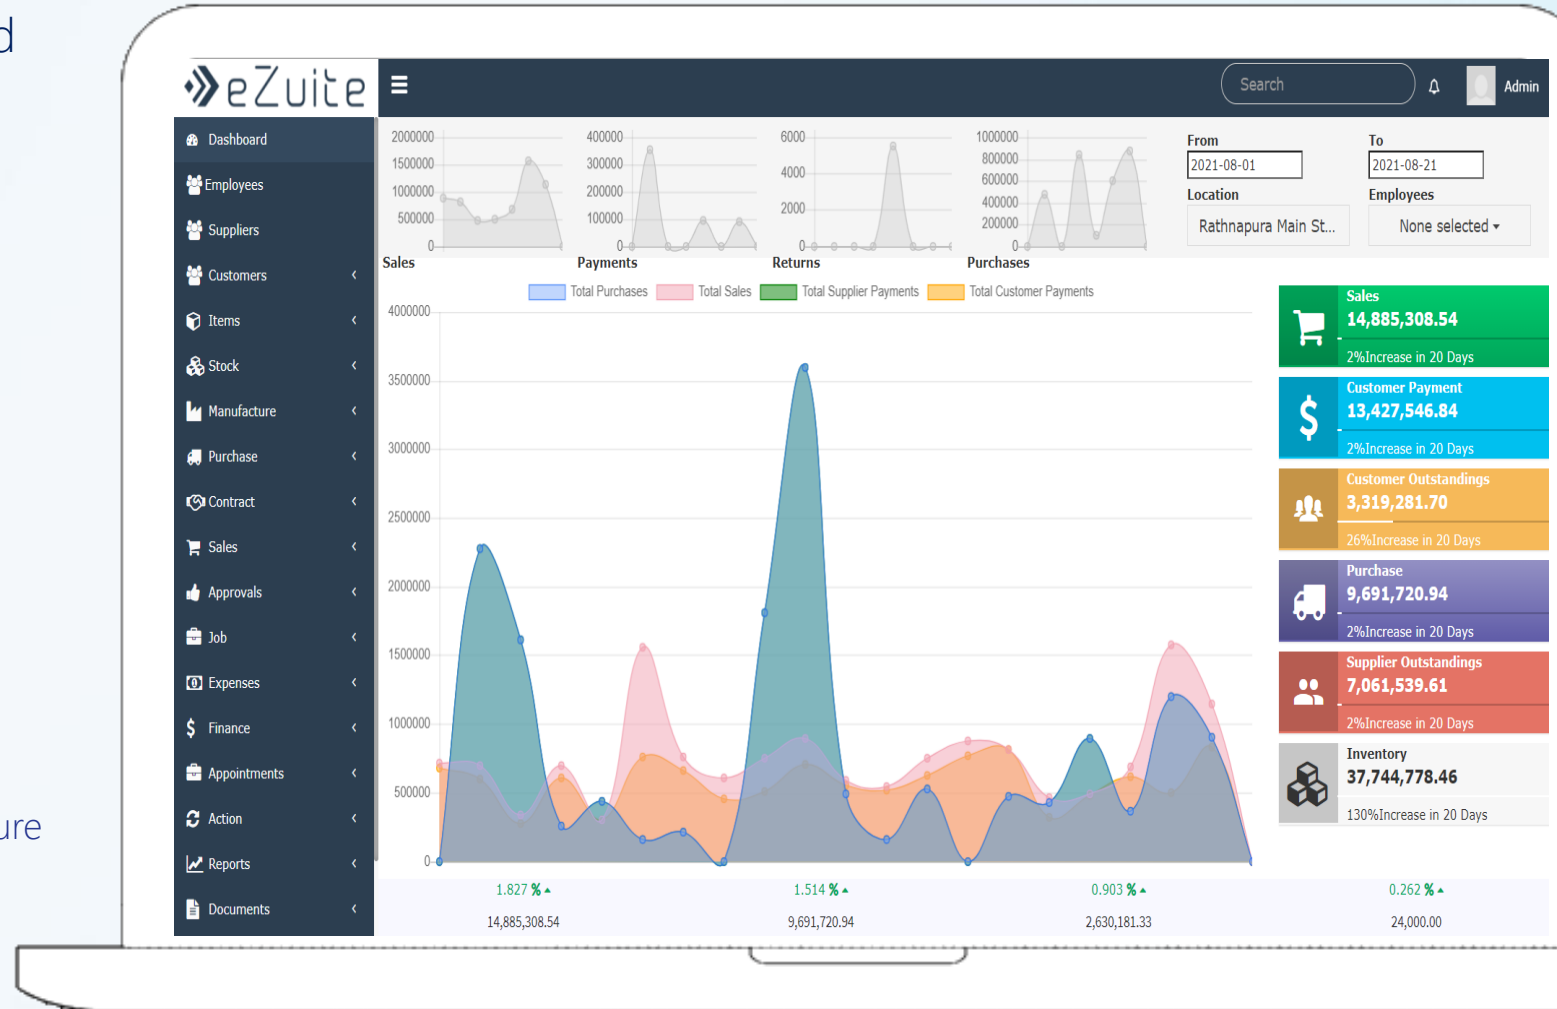 d
ure
eZuite
Search
Admin
Dashboard
Employees
Suppliers
Customers
Items
Stock
Manufacture
Purchase
Contract
Sales
Approvals
Job
Expenses
Finance
Appointments
Action
Reports
Documents
2000000
1500000
1000000
500000
0
Sales
400000
300000
200000
100000
0
Payments
6000
4000
2000
0
Returns
1000000
800000
600000
400000
200000
0
Purchases
From
2021-08-01
To
2021-08-21
Location
Rathnapura Main St...
Employees
None selected
Total Purchases Total Sales Total Supplier Payments Total Customer Payments
4000000
3500000
3000000
2500000
2000000
1500000
1000000
500000
0
Sales
14,885,308.54
2%Increase in 20 Days
Customer Payment
13,427,546.84
2%Increase in 20 Days
Customer Outstandings
3,319,281.70
26%Increase in 20 Days
Purchase
9,691,720.94
2%Increase in 20 Days
Supplier Outstandings
7,061,539.61
2%Increase in 20 Days
Inventory
37,744,778.46
130%Increase in 20 Days
1.827 % 1.514 % 0.903 % 0.262 %
14,885,308.54 9,691,720.94 2,630,181.33 24,000.00